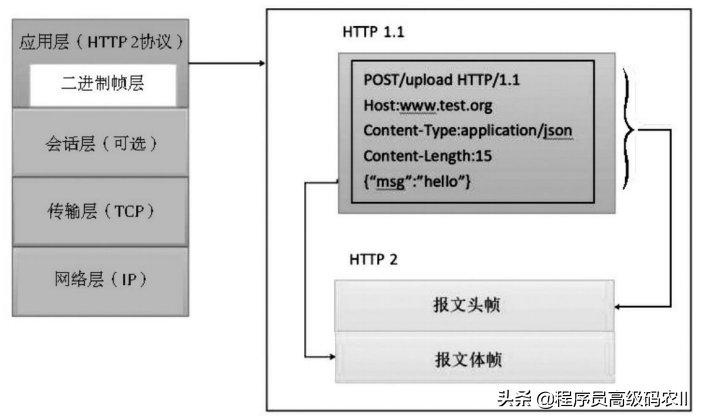 应用层（HTTP 2协议）
二进制帧层
会话层（可选）
传输层（TCP）
网络层（IP）
HTTP 1.1
POST/upload HTTP/1.1
Host:www.test.org
Content-Type:application/json
Content-Length:15
{“msg”:”hello”}
HTTP 2
报文头帧
报文体帧
头条 @程序员高级码农II